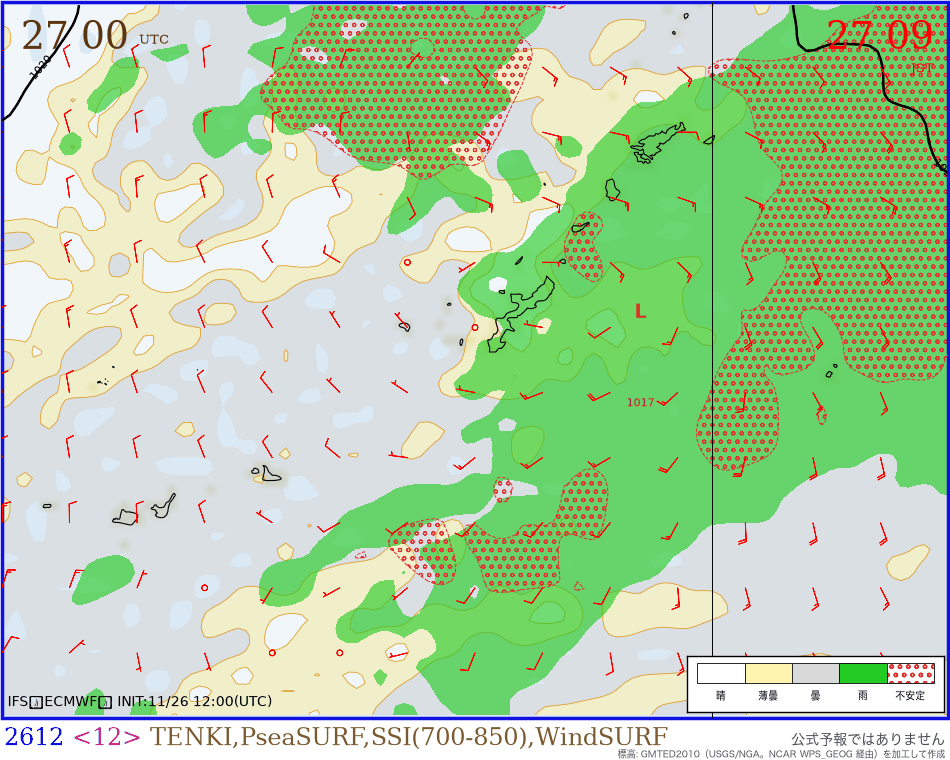 27 00 UTC
27 09
JST
1020
L
1017
晴 薄曇 曇 雨 不安定
IFS ECMWF INIT:11/26 12:00(UTC)
2612 <12> TENKI,PseaSURF,SSI(700-850),WindSURF
公式予報ではありません
標高: GMTED2010（USGS/NGA。NCAR WPS_GEOG 経由）を加工して作成